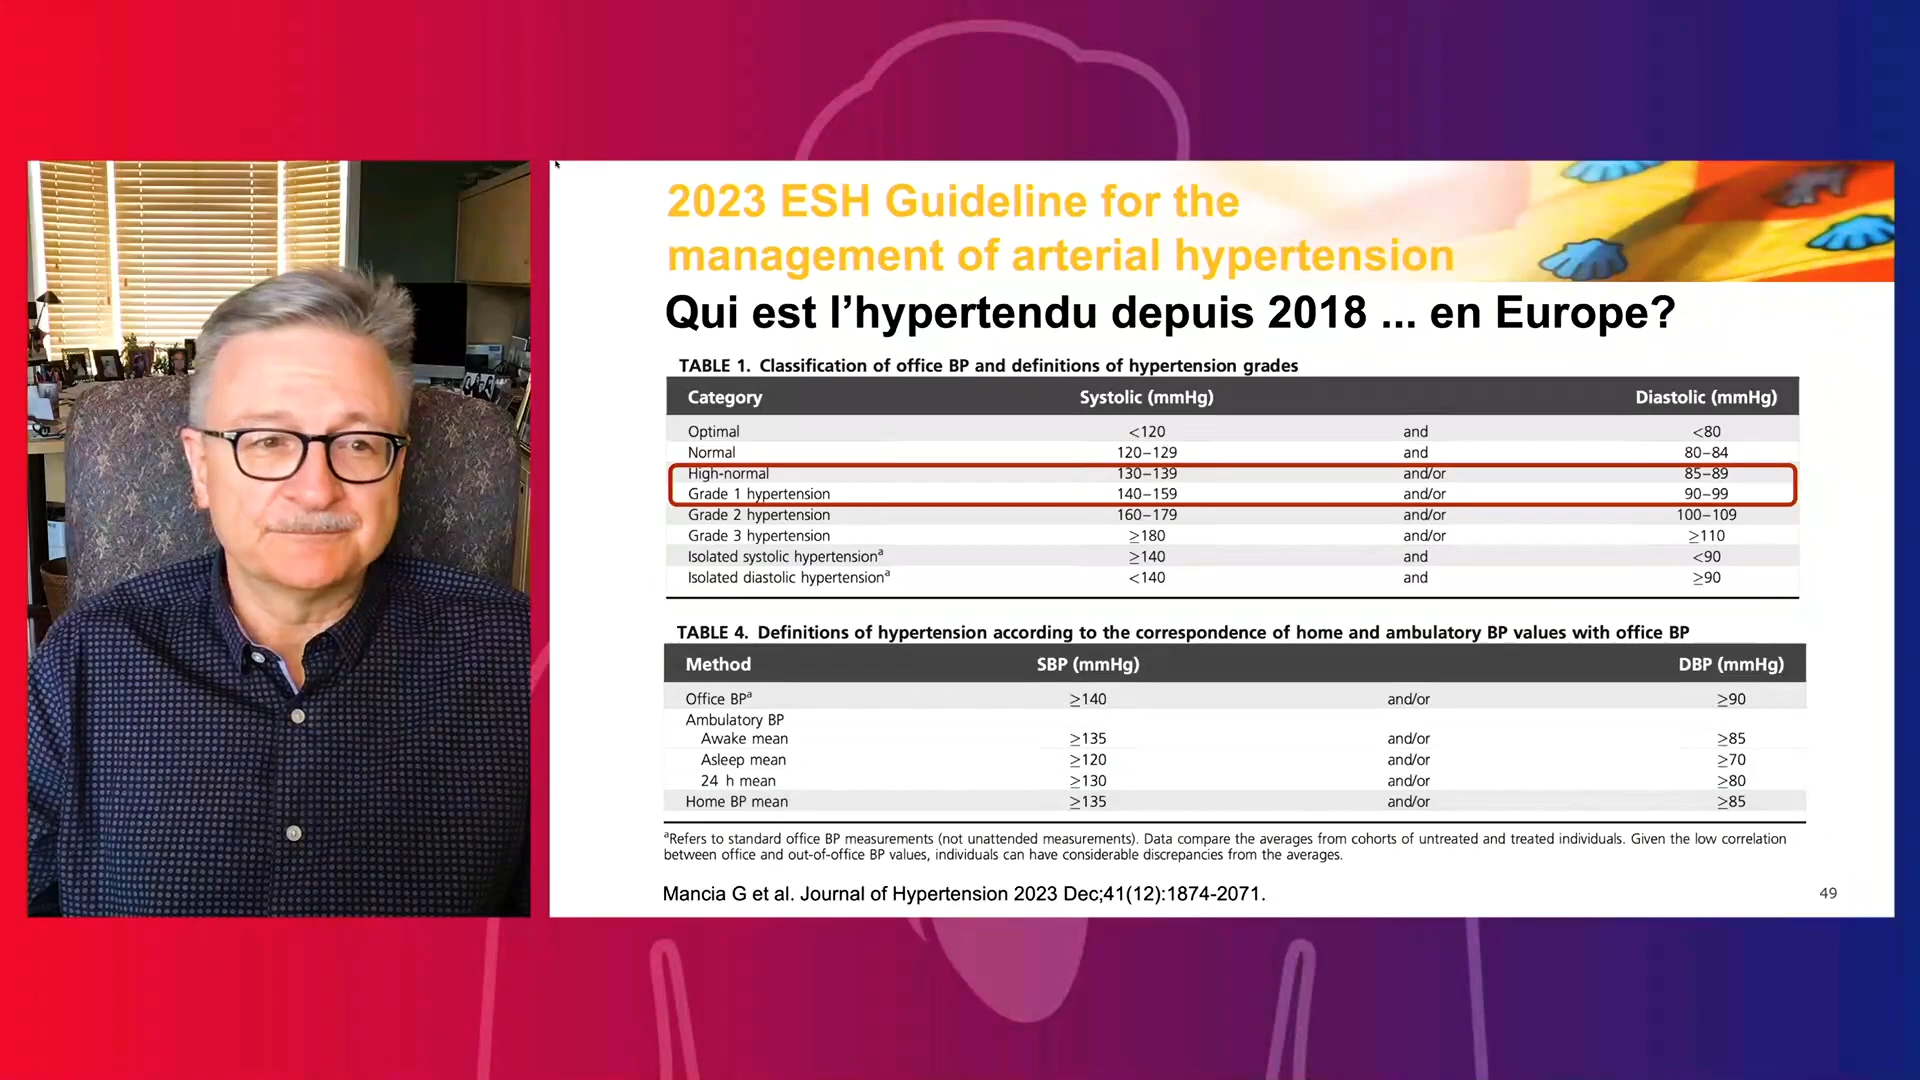 2023 ESH Guideline for the
management of arterial hypertension
Qui est l’hypertendu depuis 2018 ... en Europe?
TABLE 1. Classification of office BP and definitions of hypertension grades
Category Systolic (mmHg) Diastolic (mmHg)
Optimal <120 and <80
Normal 120–129 and 80–84
High-normal 130–139 and/or 85–89
Grade 1 hypertension 140–159 and/or 90–99
Grade 2 hypertension 160–179 and/or 100–109
Grade 3 hypertension ≥180 and/or ≥110
Isolated systolic hypertensionᵃ ≥140 and <90
Isolated diastolic hypertensionᵃ <140 and ≥90
TABLE 4. Definitions of hypertension according to the correspondence of home and ambulatory BP values with office BP
Method SBP (mmHg) DBP (mmHg)
Office BPᵃ ≥140 and/or ≥90
Ambulatory BP
Awake mean ≥135 and/or ≥85
Asleep mean ≥120 and/or ≥70
24 h mean ≥130 and/or ≥80
Home BP mean ≥135 and/or ≥85
ᵃRefers to standard office BP measurements (not unattended measurements). Data compare the averages from cohorts of untreated and treated individuals. Given the low correlation
between office and out-of-office BP values, individuals can have considerable discrepancies from the averages.
Mancia G et al. Journal of Hypertension 2023 Dec;41(12):1874-2071.
49